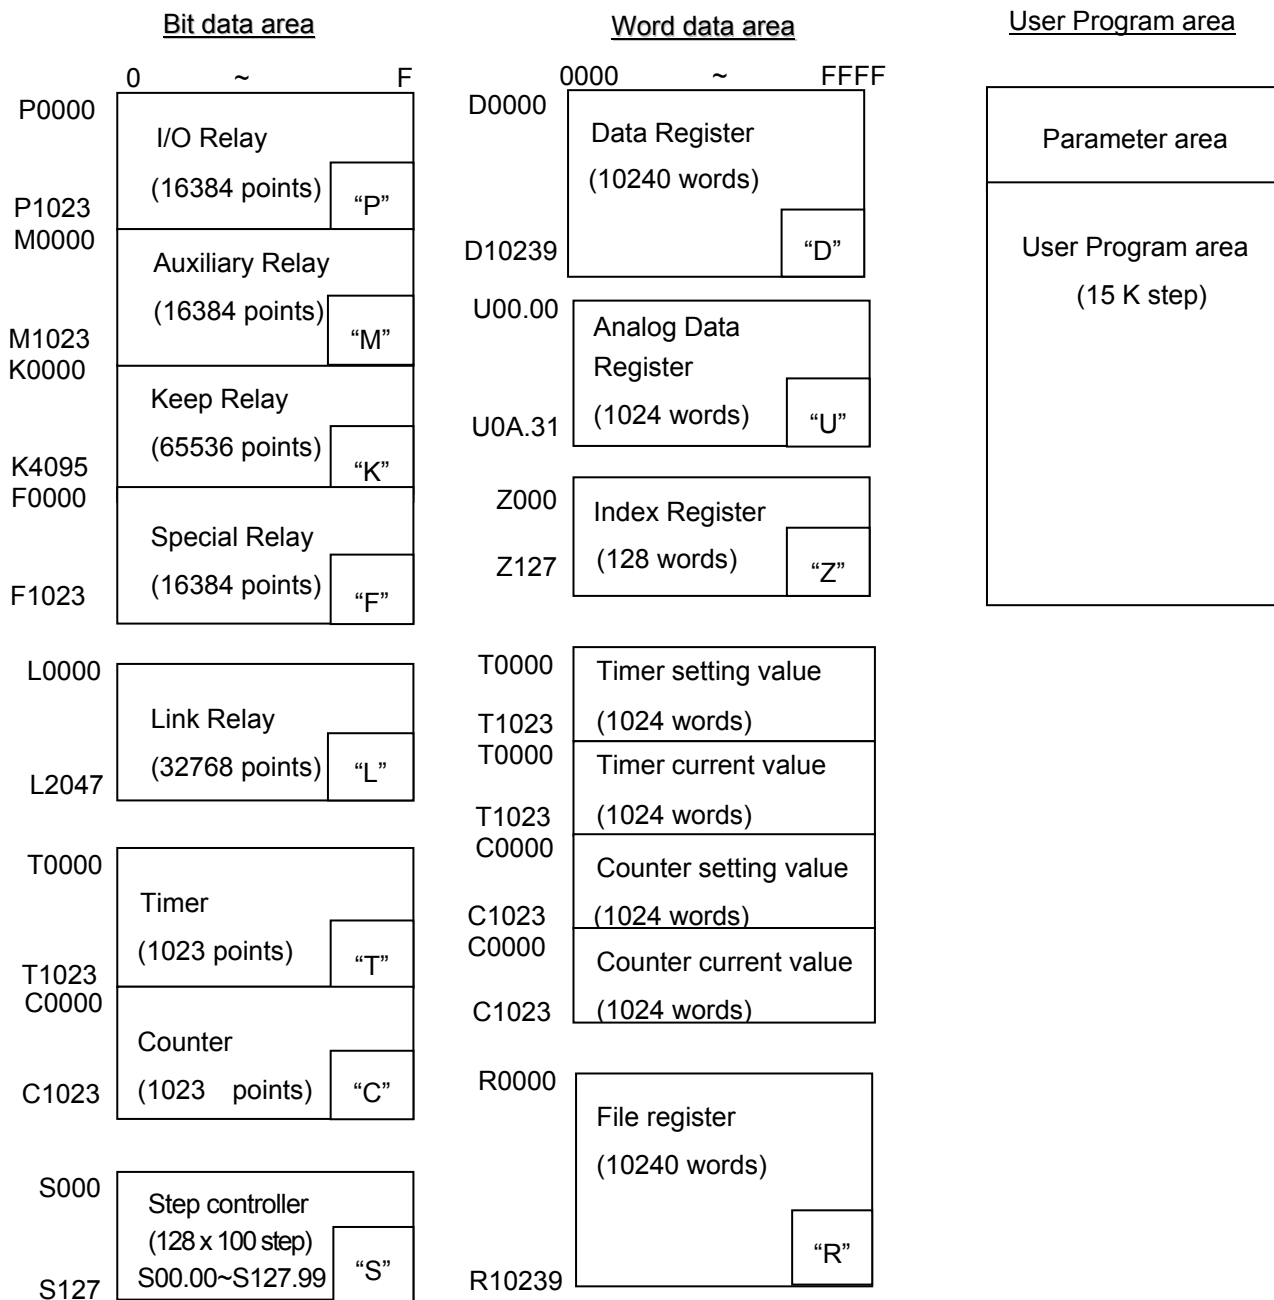 Bit data area
0 ~ F
P0000
I/O Relay
(16384 points)
"P"
P1023
M0000
Auxiliary Relay
(16384 points)
"M"
M1023
K0000
Keep Relay
(65536 points)
"K"
K4095
F0000
Special Relay
(16384 points)
"F"
F1023
L0000
Link Relay
(32768 points)
"L"
L2047
T0000
Timer
(1023 points)
"T"
T1023
C0000
Counter
(1023 points)
"C"
C1023
S000
Step controller
(128 x 100 step)
S00.00~S127.99
"S"
S127
Word data area
0000 ~ FFFF
D0000
Data Register
(10240 words)
"D"
D10239
U00.00
Analog Data
Register
(1024 words)
"U"
U0A.31
Z000
Index Register
(128 words)
"Z"
Z127
T0000
Timer setting value
(1024 words)
T1023
T0000
Timer current value
(1024 words)
T1023
C0000
Counter setting value
(1024 words)
C1023
C0000
Counter current value
(1024 words)
C1023
R0000
File register
(10240 words)
"R"
R10239
User Program area
Parameter area
User Program area
(15 K step)